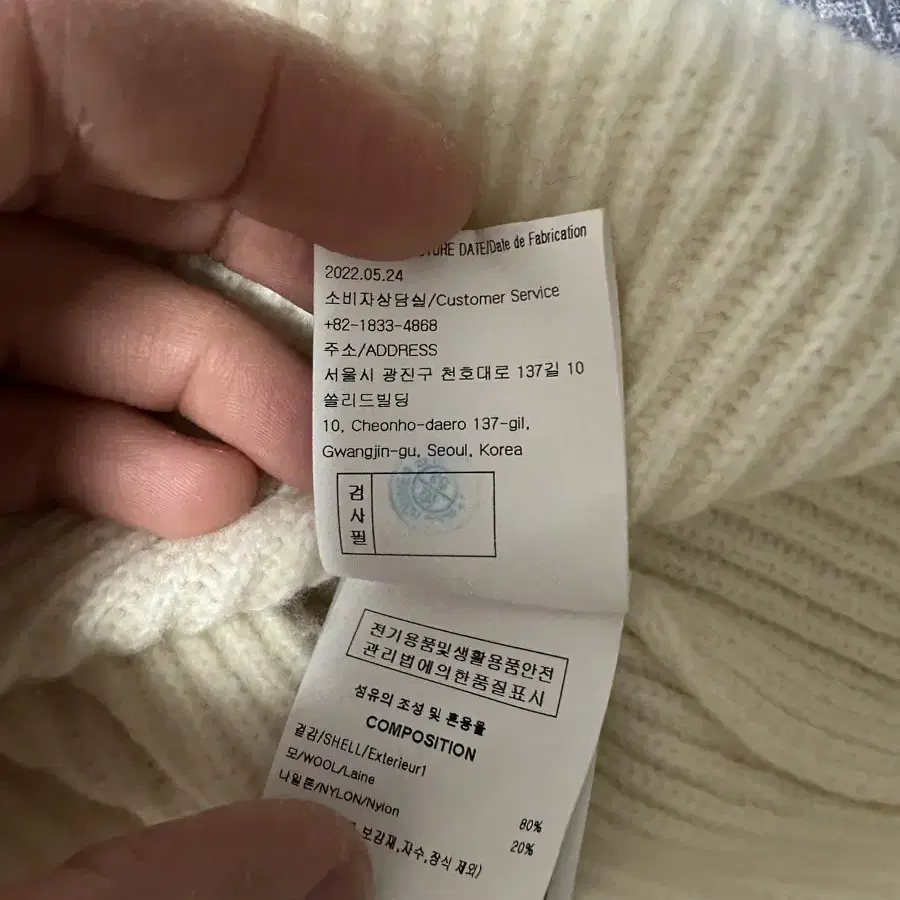 DATE/Date de Fabrication
2022.05.24
소비자상담실/Customer Service
+82-1833-4868
주소/ADDRESS
서울시 광진구 천호대로 137길 10
쏠리드빌딩
10, Cheonho-daero 137-gil,
Gwangjin-gu, Seoul, Korea
검
사
필
전기용품및생활용품안전
관리법에의한품질표시
섬유의 조성 및 혼용율
COMPOSITION
겉감/SHELL/Exterieur1
모/WOOL/Laine
나일론/NYLON/Nylon
80%
20%
보강재,자수,장식 제외)